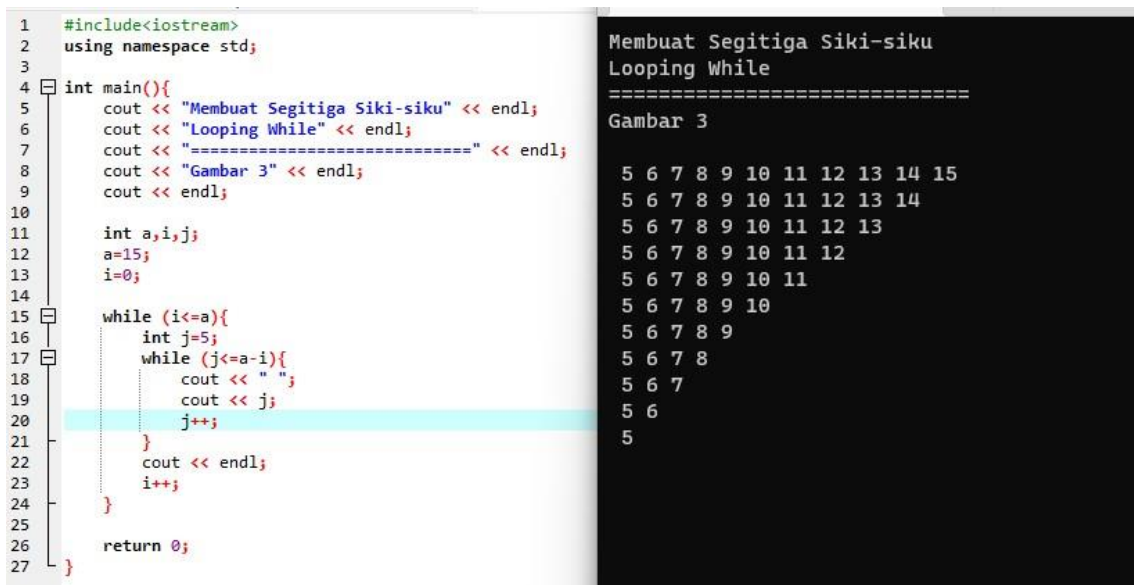 1 #include<iostream>
2 using namespace std;
3
4 int main(){
5 cout << "Membuat Segitiga Siki-siku" << endl;
6 cout << "Looping While" << endl;
7 cout << "=============================" << endl;
8 cout << "Gambar 3" << endl;
9 cout << endl;
10
11 int a,i,j;
12 a=15;
13 i=0;
14
15 while (i<=a){
16 int j=5;
17 while (j<=a-i){
18 cout << " ";
19 cout << j;
20 j++;
21 }
22 cout << endl;
23 i++;
24 }
25
26 return 0;
27 }
Membuat Segitiga Siki-siku
Looping While
=============================
Gambar 3
5 6 7 8 9 10 11 12 13 14 15
5 6 7 8 9 10 11 12 13 14
5 6 7 8 9 10 11 12 13
5 6 7 8 9 10 11 12
5 6 7 8 9 10 11
5 6 7 8 9 10
5 6 7 8 9
5 6 7 8
5 6 7
5 6
5